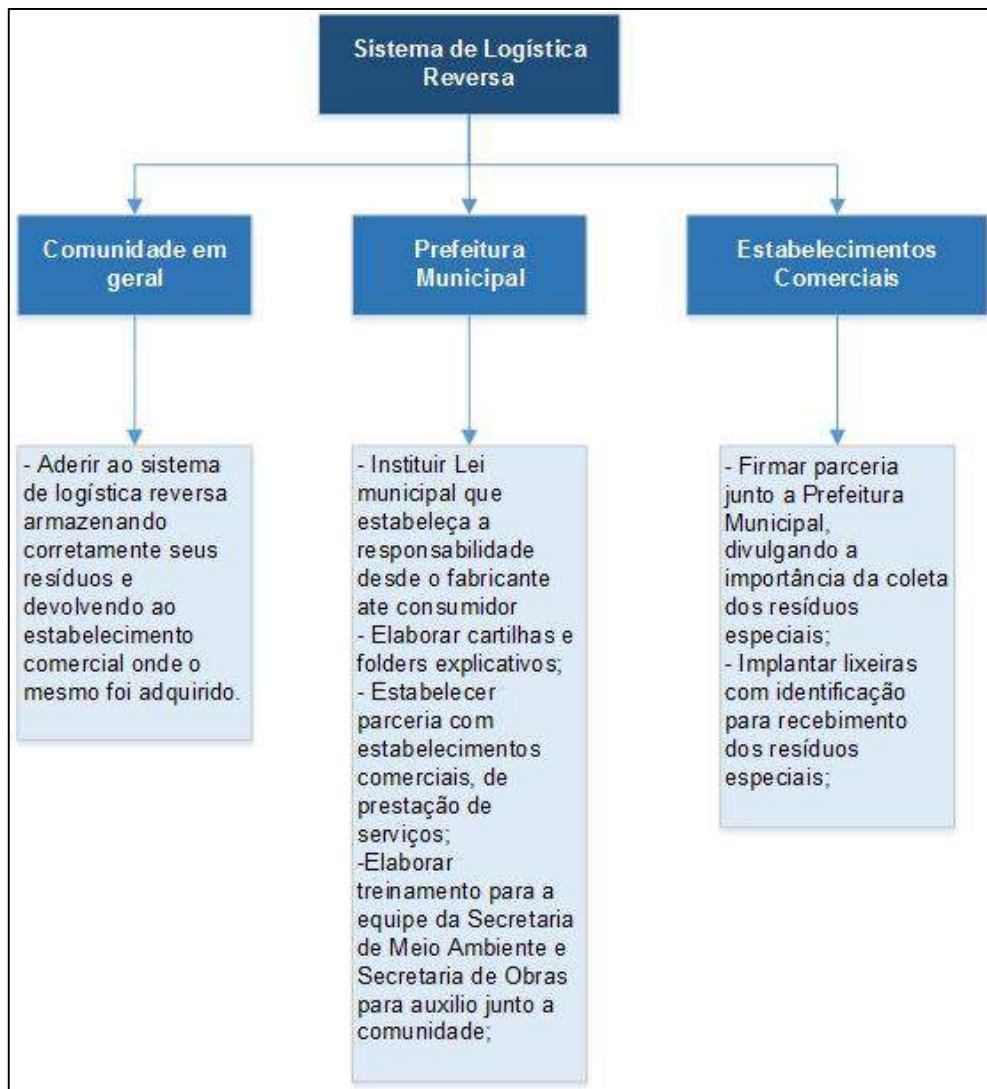 Sistema de Logística
Reversa
Comunidade em
geral
Prefeitura
Municipal
Estabelecimentos
Comerciais
- Aderir ao sistema
de logística reversa
armazenando
corretamente seus
resíduos e
devolvendo ao
estabelecimento
comercial onde o
mesmo foi adquirido.
- Instituir Lei
municipal que
estabeleça a
responsabilidade
desde o fabricante
ate consumidor
- Elaborar cartilhas e
folders explicativos;
- Estabelecer
parceria com
estabelecimentos
comerciais, de
prestação de
serviços;
-Elaborar
treinamento para a
equipe da Secretaria
de Meio Ambiente e
Secretaria de Obras
para auxilio junto a
comunidade;
- Firmar parceria
junto a Prefeitura
Municipal,
divulgando a
importância da coleta
dos resíduos
especiais;
- Implantar lixeiras
com identificação
para recebimento
dos resíduos
especiais;